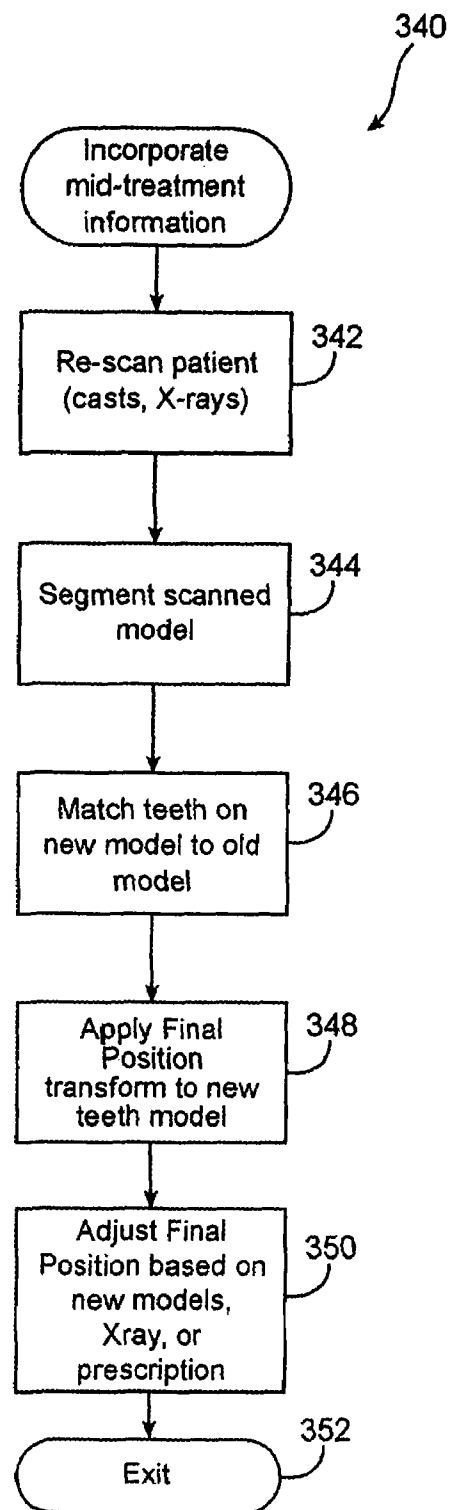 340
Incorporate
mid-treatment
information
342
Re-scan patient
(casts, X-rays)
344
Segment scanned
model
346
Match teeth on
new model to old
model
348
Apply Final
Position
transform to new
teeth model
350
Adjust Final
Position based on
new models,
Xray, or
prescription
352
Exit